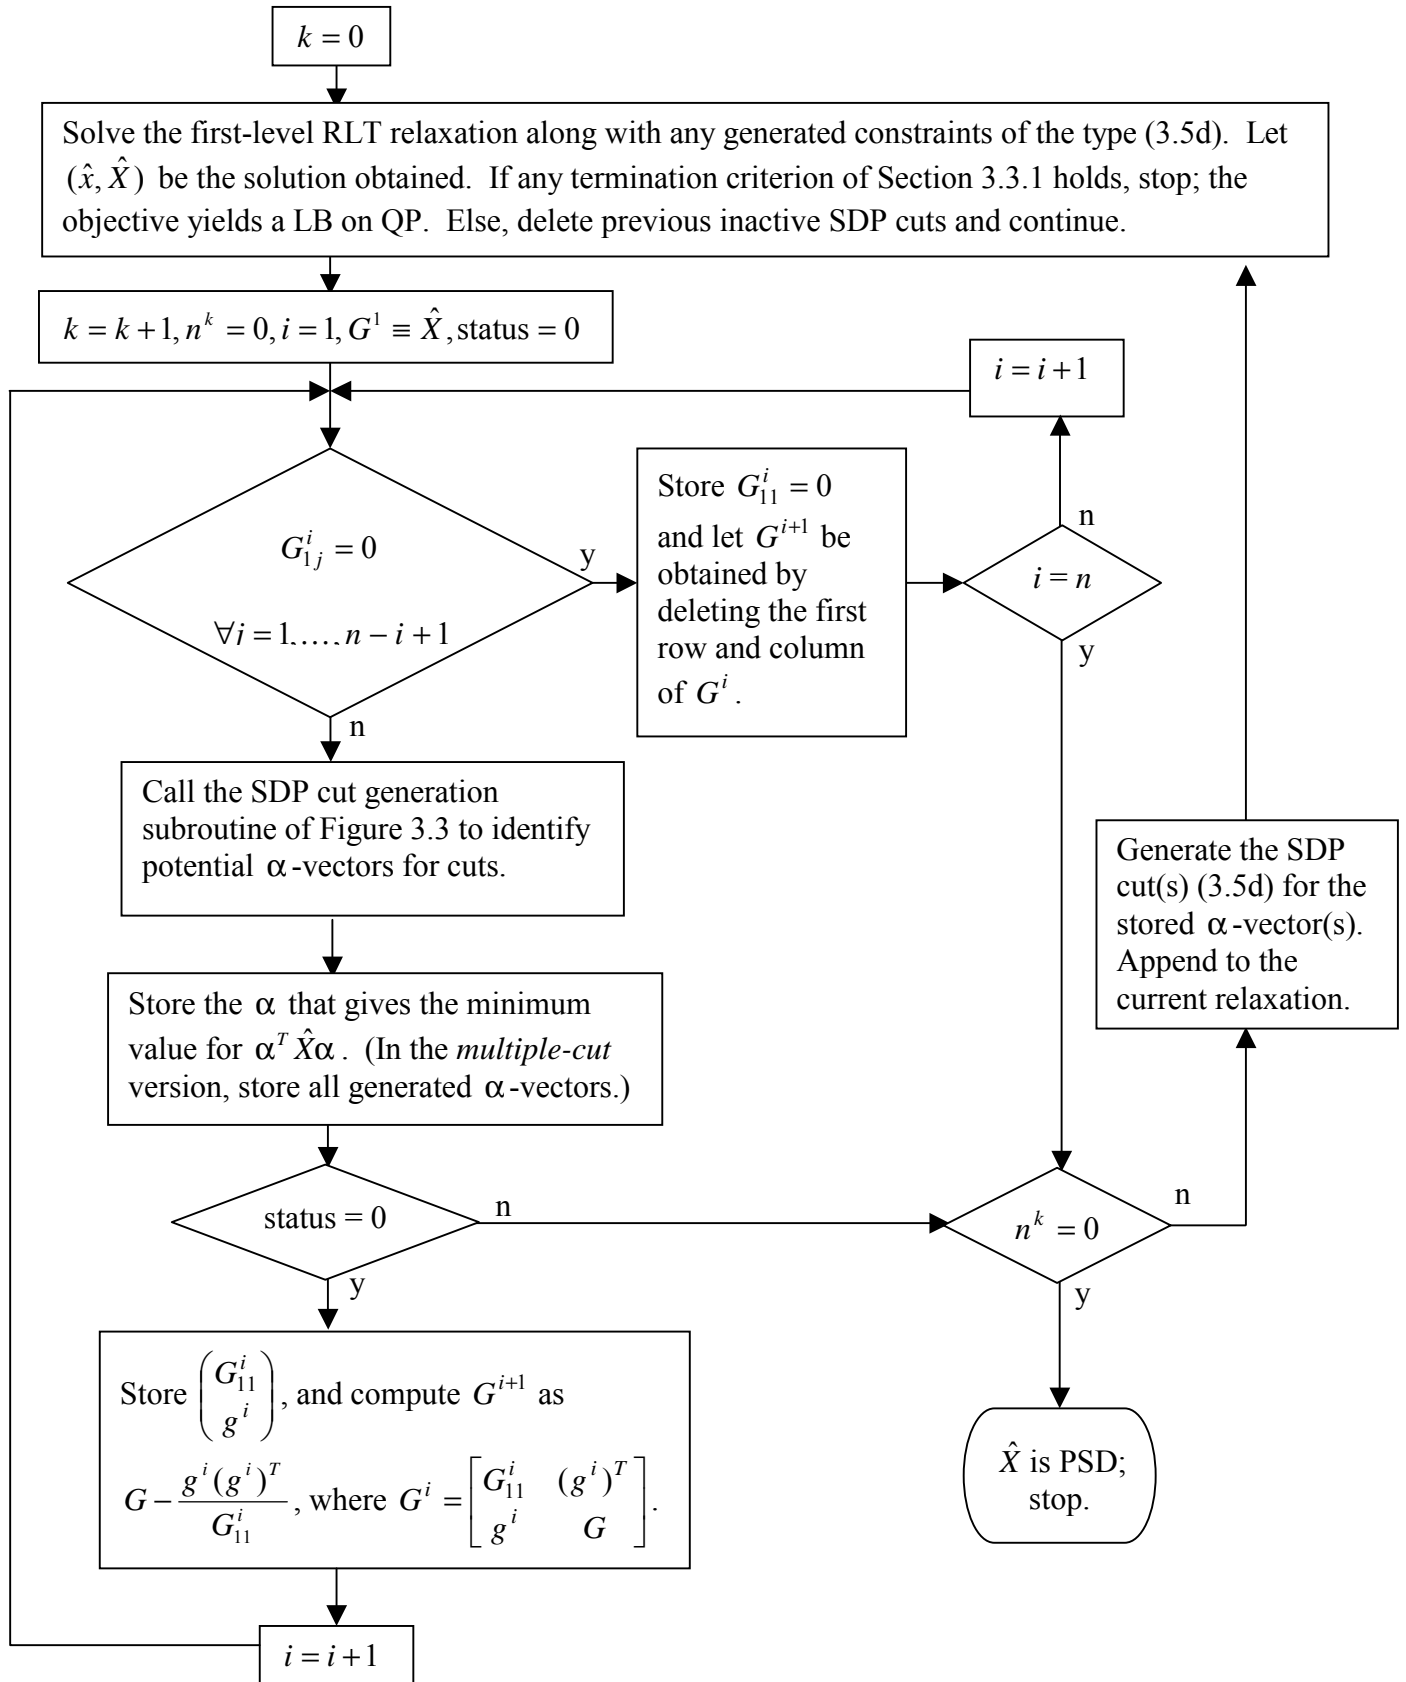 k = 0
Solve the first-level RLT relaxation along with any generated constraints of the type (3.5d). Let
(x̂, X̂) be the solution obtained. If any termination criterion of Section 3.3.1 holds, stop; the
objective yields a LB on QP. Else, delete previous inactive SDP cuts and continue.
k = k + 1, n^k = 0, i = 1, G^1 ≡ X̂, status = 0
i = i + 1
G^i_{1j} = 0
∀j = 1,…, n − i + 1
y
n
Store G^i_{11} = 0
and let G^{i+1} be
obtained by
deleting the first
row and column
of G^i.
i = n
n
y
Call the SDP cut generation
subroutine of Figure 3.3 to identify
potential α-vectors for cuts.
Generate the SDP
cut(s) (3.5d) for the
stored α-vector(s).
Append to the
current relaxation.
Store the α that gives the minimum
value for α^T X̂α. (In the multiple-cut
version, store all generated α-vectors.)
status = 0
n
y
n^k = 0
n
y
Store (G^i_{11} g^i), and compute G^{i+1} as
G − g^i (g^i)^T / G^i_{11}, where G^i = [G^i_{11} (g^i)^T
g^i G].
X̂ is PSD;
stop.
i = i + 1